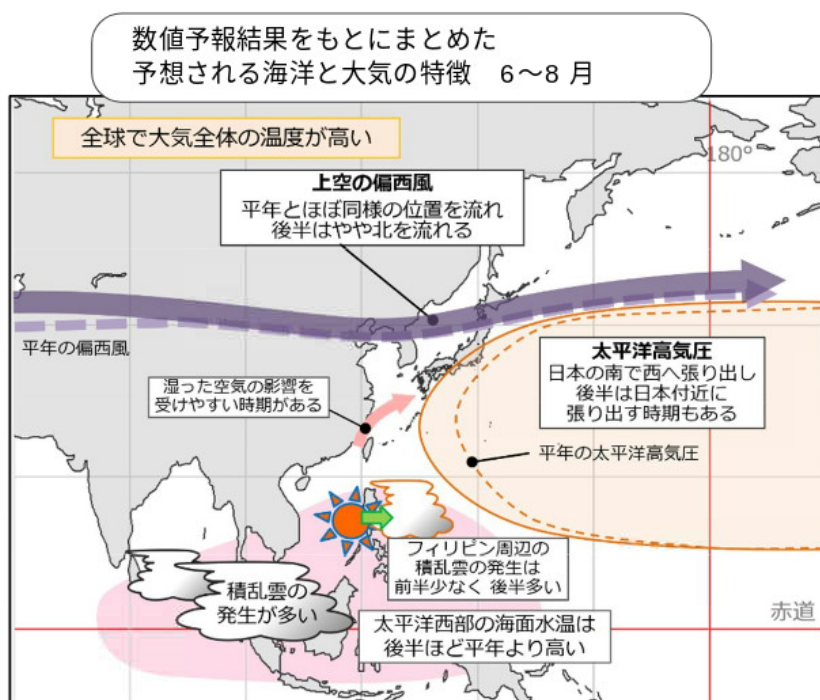 数値予報結果をもとにまとめた
予想される海洋と大気の特徴　6～8 月
全球で大気全体の温度が高い
180°
上空の偏西風
平年とほぼ同様の位置を流れ
後半はやや北を流れる
平年の偏西風
太平洋高気圧
日本の南で西へ張り出し
後半は日本付近に
張り出す時期もある
湿った空気の影響を
受けやすい時期がある
平年の太平洋高気圧
フィリピン周辺の
積乱雲の発生は
前半少なく 後半多い
積乱雲の
発生が多い
赤道
太平洋西部の海面水温は
後半ほど平年より高い